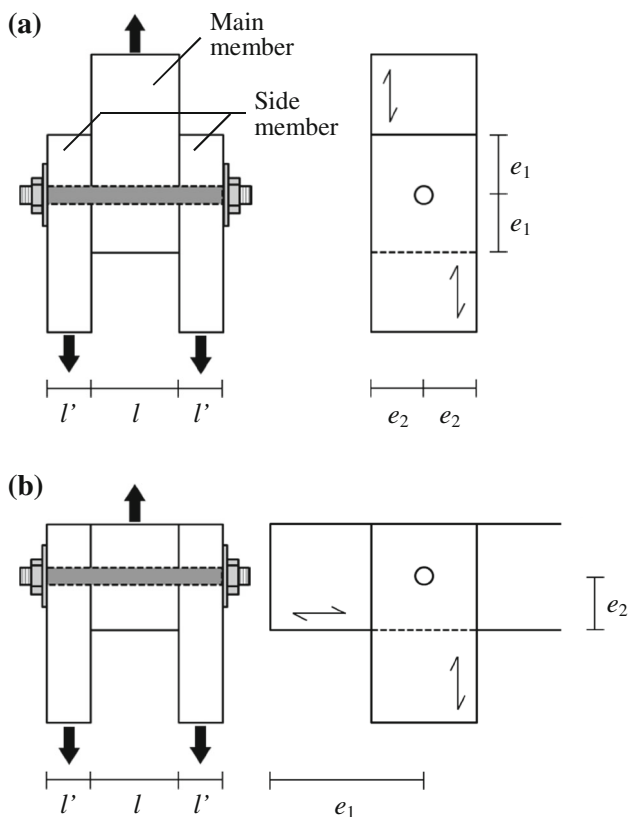 (a)
Main
member
Side
member
e₁
e₁
l’ l l’
e₂ e₂
(b)
e₂
l’ l l’
e₁